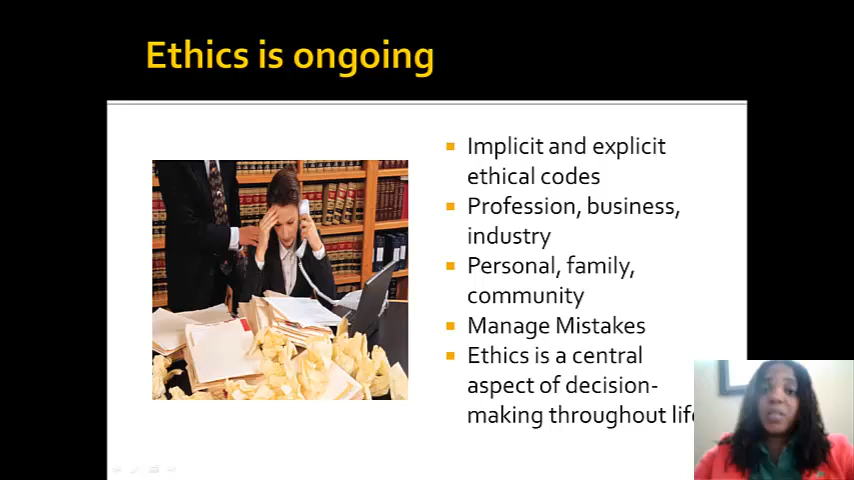 Ethics is ongoing
Implicit and explicit
ethical codes
Profession, business,
industry
Personal, family,
community
Manage Mistakes
Ethics is a central
aspect of decision-
making throughout life